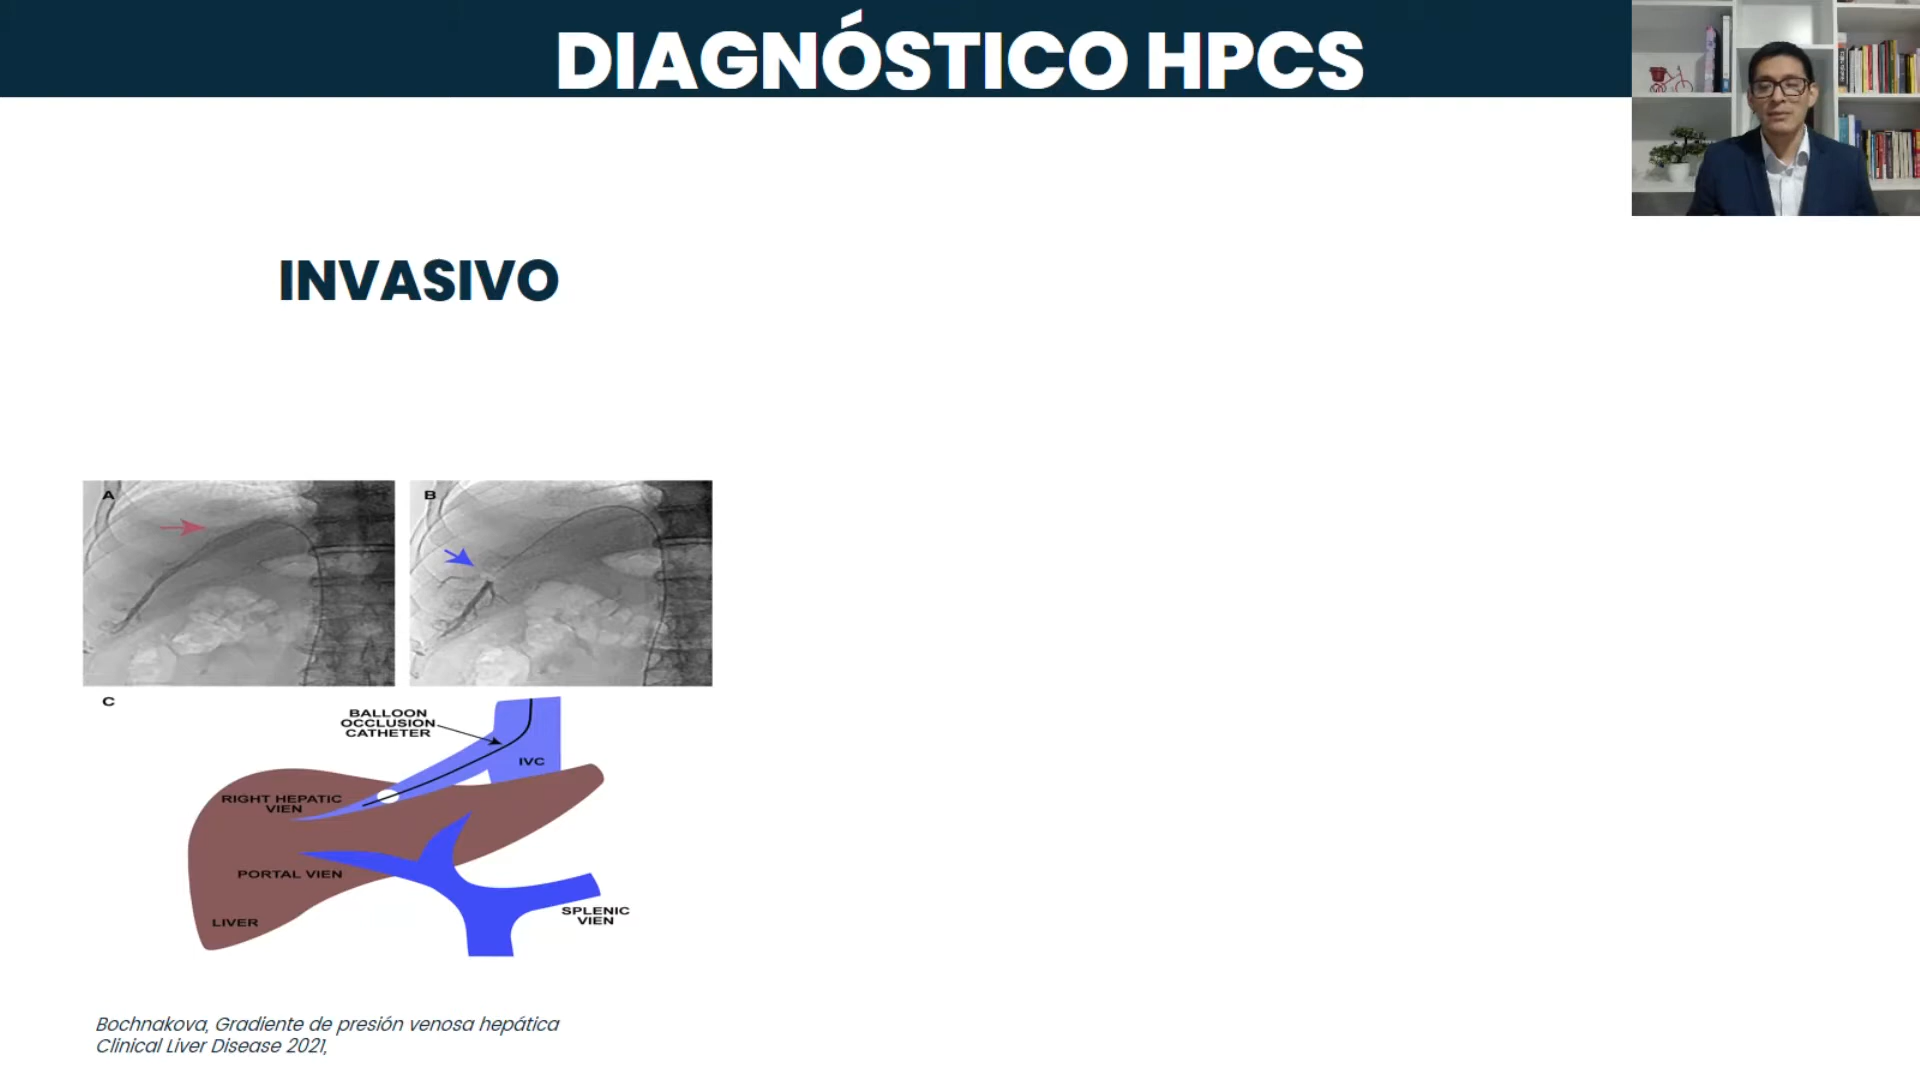 DIAGNÓSTICO HPCS
INVASIVO
A
B
C
BALLOON
OCCLUSION
CATHETER
IVC
RIGHT HEPATIC
VIEN
PORTAL VIEN
LIVER
SPLENIC
VIEN
Bochnakova, Gradiente de presión venosa hepática
Clinical Liver Disease 2021,